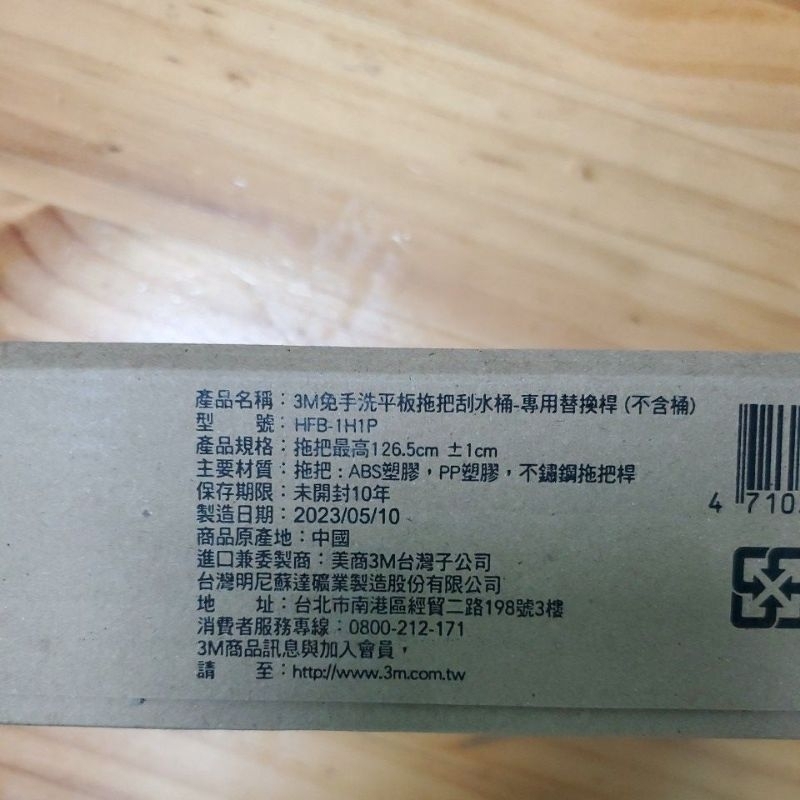 產品名稱：3M免手洗平板拖把刮水桶-專用替換桿 (不含桶)
型　　號：HFB-1H1P
產品規格：拖把最高126.5cm ±1cm
主要材質：拖把：ABS塑膠，PP塑膠，不鏽鋼拖把桿
保存期限：未開封10年
製造日期：2023/05/10
商品原產地：中國
進口兼委製商：美商3M台灣子公司
台灣明尼蘇達礦業製造股份有限公司
地　　址：台北市南港區經貿二路198號3樓
消費者服務專線：0800-212-171
3M商品訊息與加入會員，
請　　至：http://www.3m.com.tw
4 710